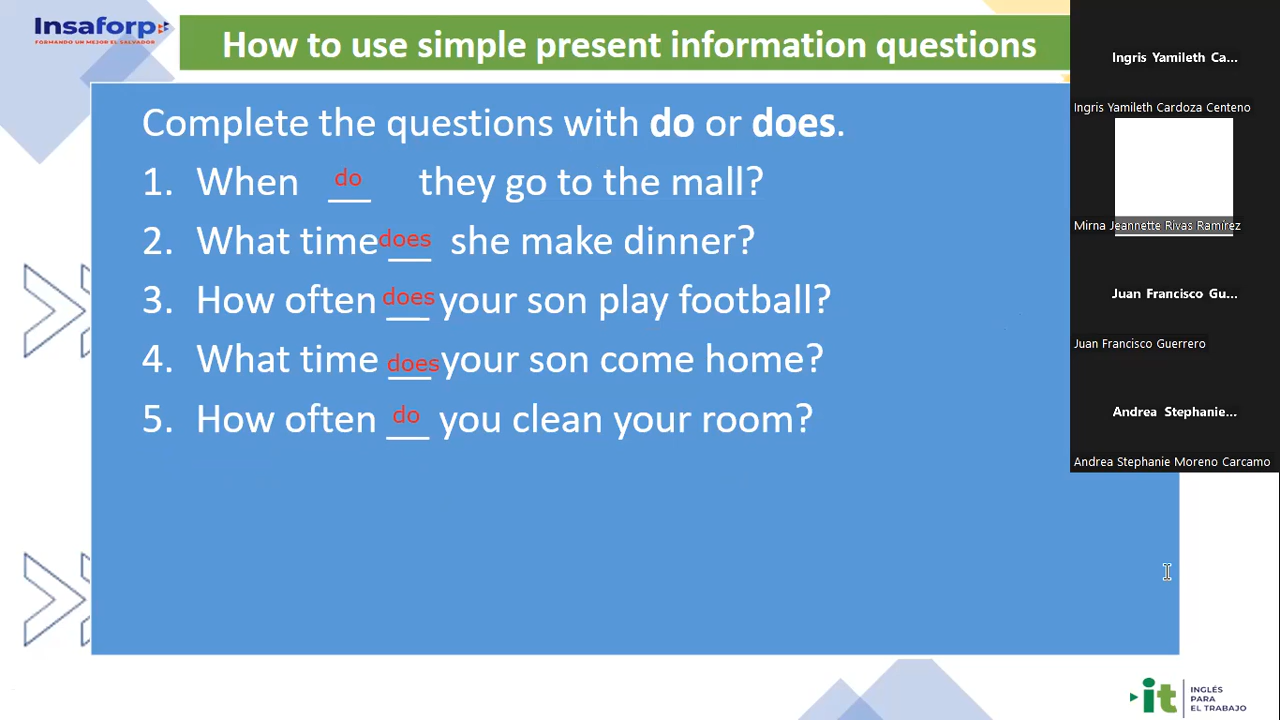 Insaforp
FORMANDO UN MEJOR EL SALVADOR
How to use simple present information questions
Complete the questions with do or does.
1. When do they go to the mall?
2. What time does she make dinner?
3. How often does your son play football?
4. What time does your son come home?
5. How often do you clean your room?
Ingris Yamileth Ca...
Ingris Yamileth Cardoza Centeno
Mirna Jeannette Rivas Ramírez
Juan Francisco Gu...
Juan Francisco Guerrero
Andrea Stephanie...
Andrea Stephanie Moreno Carcamo
it
INGLÉS
PARA
EL TRABAJO